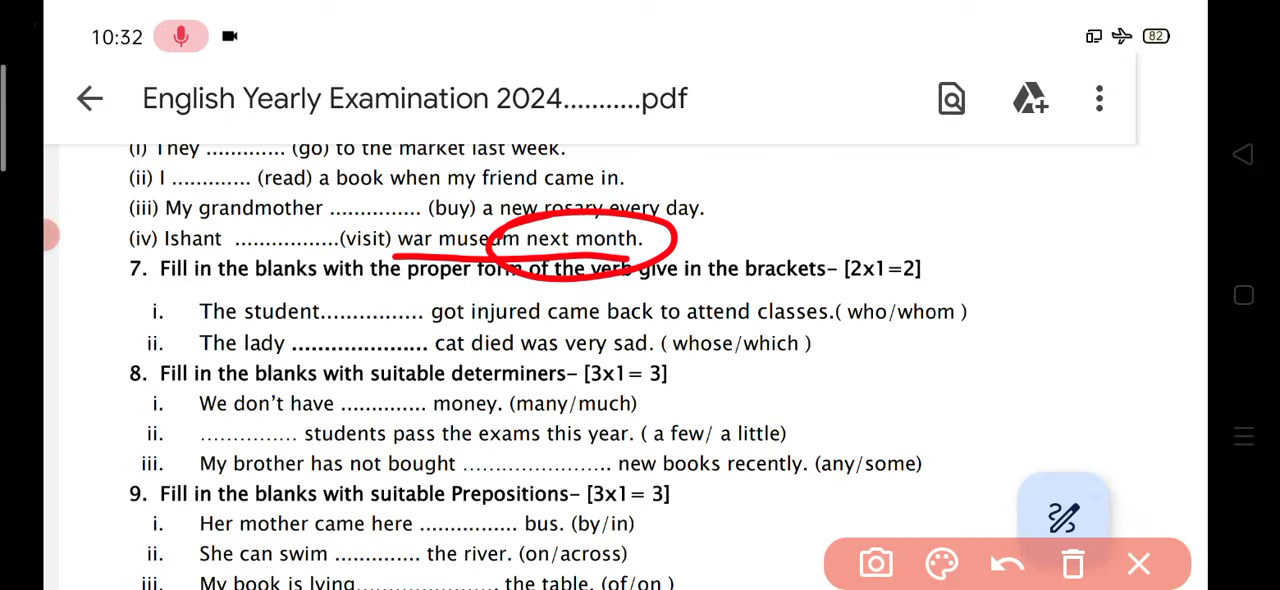 10:32
82
English Yearly Examination 2024...........pdf
(i) They ............. (go) to the market last week.
(ii) I ............. (read) a book when my friend came in.
(iii) My grandmother ............... (buy) a new rosary every day.
(iv) Ishant .................(visit) war museum next month.
7. Fill in the blanks with the proper form of the verb give in the brackets– [2x1=2]
i. The student................ got injured came back to attend classes.( who/whom )
ii. The lady ..................... cat died was very sad. ( whose/which )
8. Fill in the blanks with suitable determiners– [3x1= 3]
i. We don't have .............. money. (many/much)
ii. ................ students pass the exams this year. ( a few/ a little)
iii. My brother has not bought ........................ new books recently. (any/some)
9. Fill in the blanks with suitable Prepositions– [3x1= 3]
i. Her mother came here ................ bus. (by/in)
ii. She can swim .............. the river. (on/across)
iii. My book is lying....................... the table. (of/on )